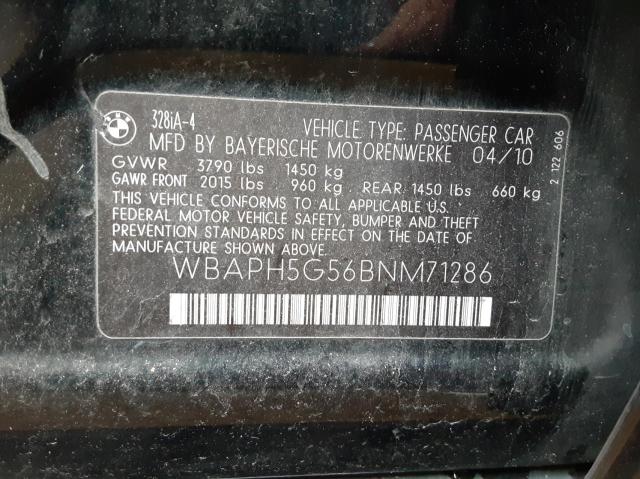 328iA-4 VEHICLE TYPE: PASSENGER CAR
MFD BY BAYERISCHE MOTORENWERKE 04/10
GVWR 3790 lbs 1450 kg
GAWR FRONT 2015 lbs 960 kg REAR 1450 lbs 660 kg
THIS VEHICLE CONFORMS TO ALL APPLICABLE U.S.
FEDERAL MOTOR VEHICLE SAFETY, BUMPER AND THEFT
PREVENTION STANDARDS IN EFFECT ON THE DATE OF
MANUFACTURE SHOWN ABOVE.
WBAPH5G56BNM71286
2 122 606
BMW